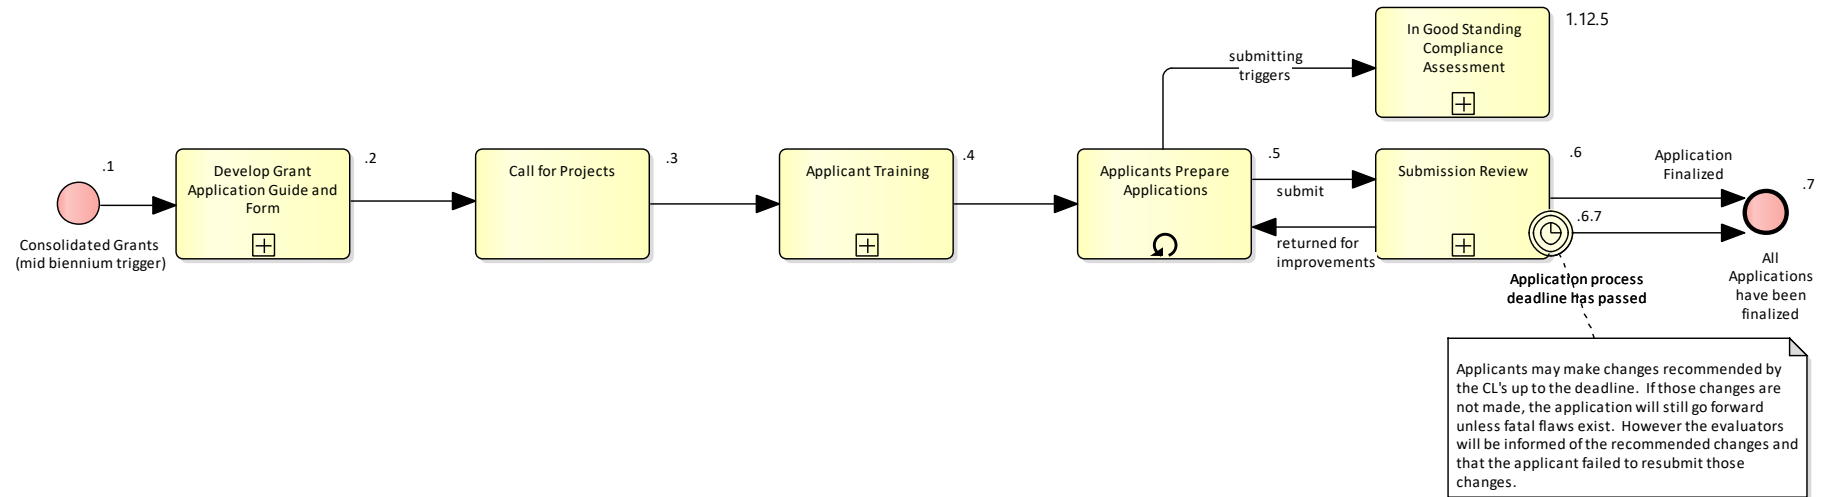 .1
Consolidated Grants
(mid biennium trigger)
Develop Grant
Application Guide and
Form
.2
Call for Projects
.3
Applicant Training
.4
Applicants Prepare
Applications
submitting
triggers
In Good Standing
Compliance
Assessment
1.12.5
.5
submit
returned for
improvements
Submission Review
.6
Application
Finalized
.6.7
Application process
deadline has passed
.7
All
Applications
have been
finalized
Applicants may make changes recommended by
the CL's up to the deadline. If those changes are
not made, the application will still go forward
unless fatal flaws exist. However the evaluators
will be informed of the recommended changes and
that the applicant failed to resubmit those
changes.